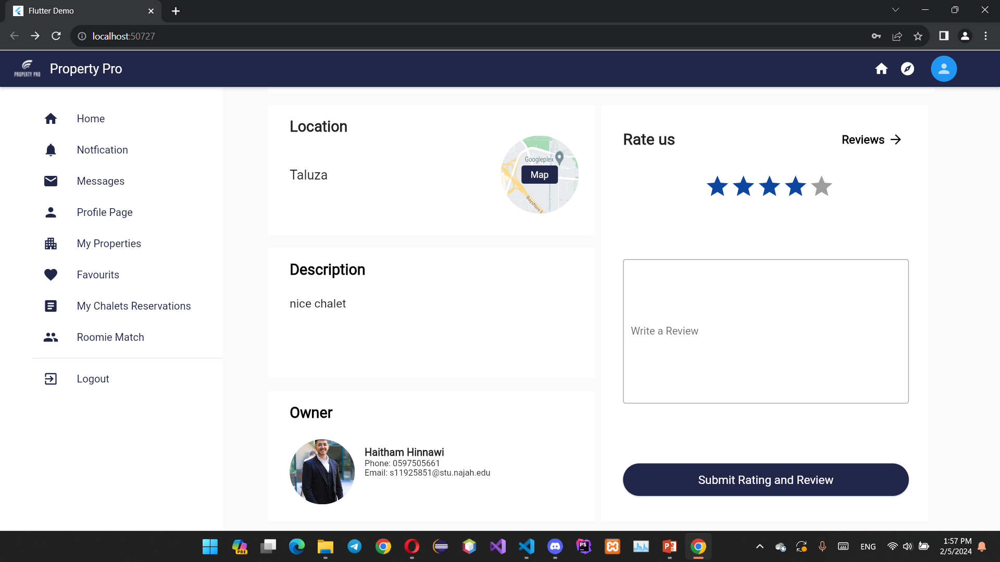 Flutter Demo
localhost:50727
PROPERTY PRO
Property Pro
Home
Notfication
Messages
Profile Page
My Properties
Favourits
My Chalets Reservations
Roomie Match
Logout
Location
Taluza
Googleplex
Map
Bayshore F
Description
nice chalet
Owner
Haitham Hinnawi
Phone: 0597505661
Email: s11925851@stu.najah.edu
Rate us
Reviews
Write a Review
Submit Rating and Review
PRE
PS
P
ENG
1:57 PM
2/5/2024